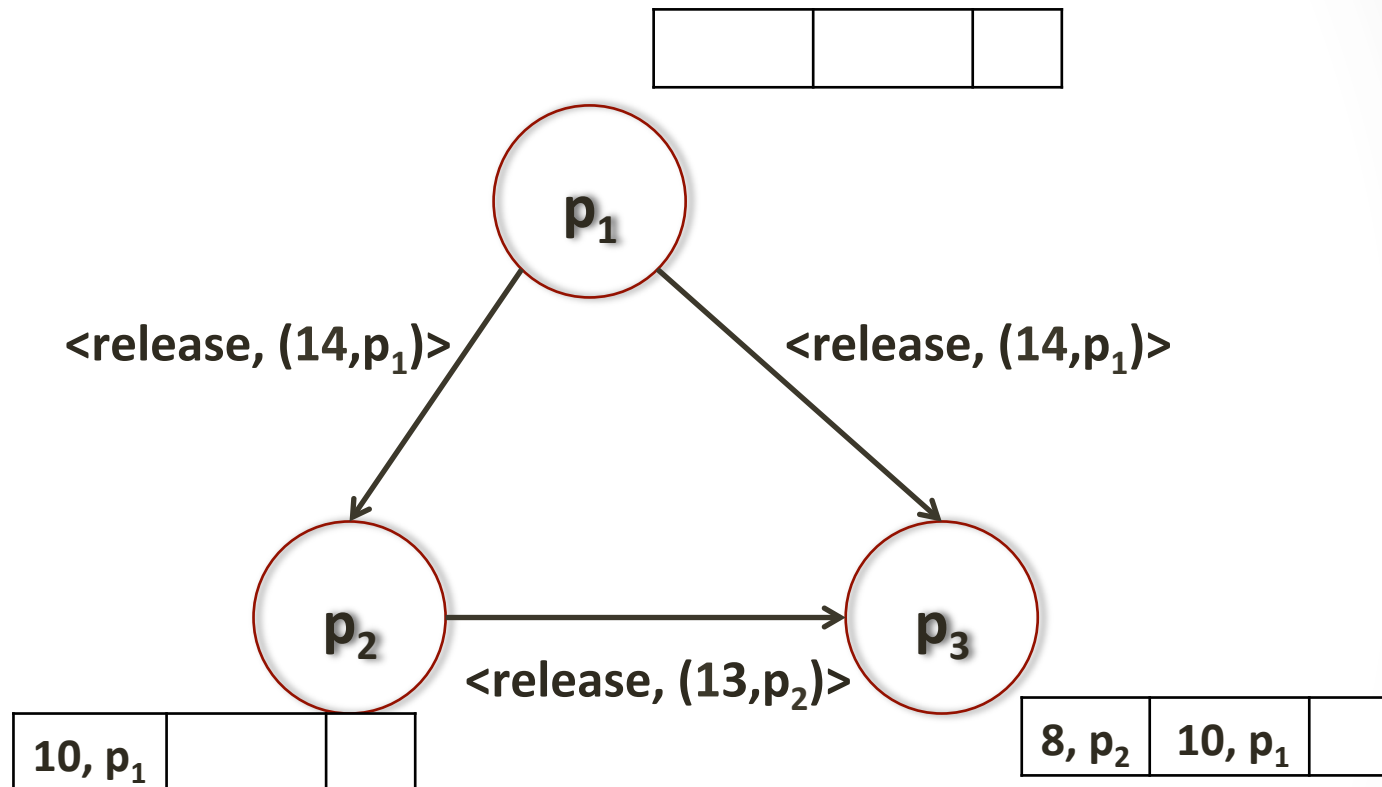 p₁
<release, (14,p₁)>
<release, (14,p₁)>
p₂
p₃
<release, (13,p₂)>
10, p₁
8, p₂ 10, p₁